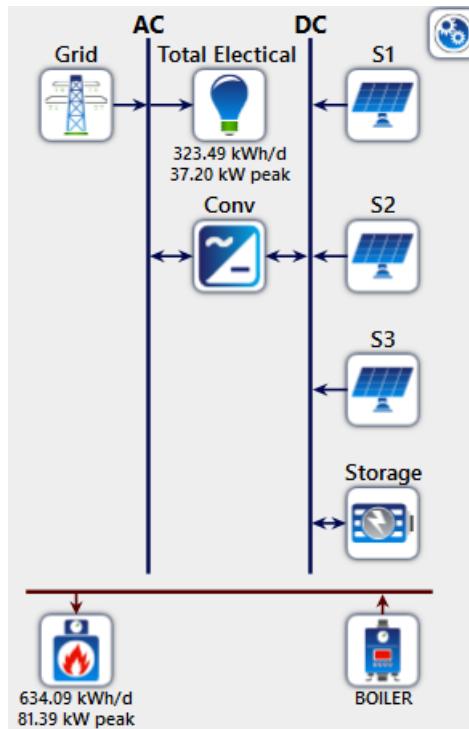 AC
DC
Grid
Total Electical
S1
323.49 kWh/d
37.20 kW peak
Conv
S2
S3
Storage
634.09 kWh/d
81.39 kW peak
BOILER